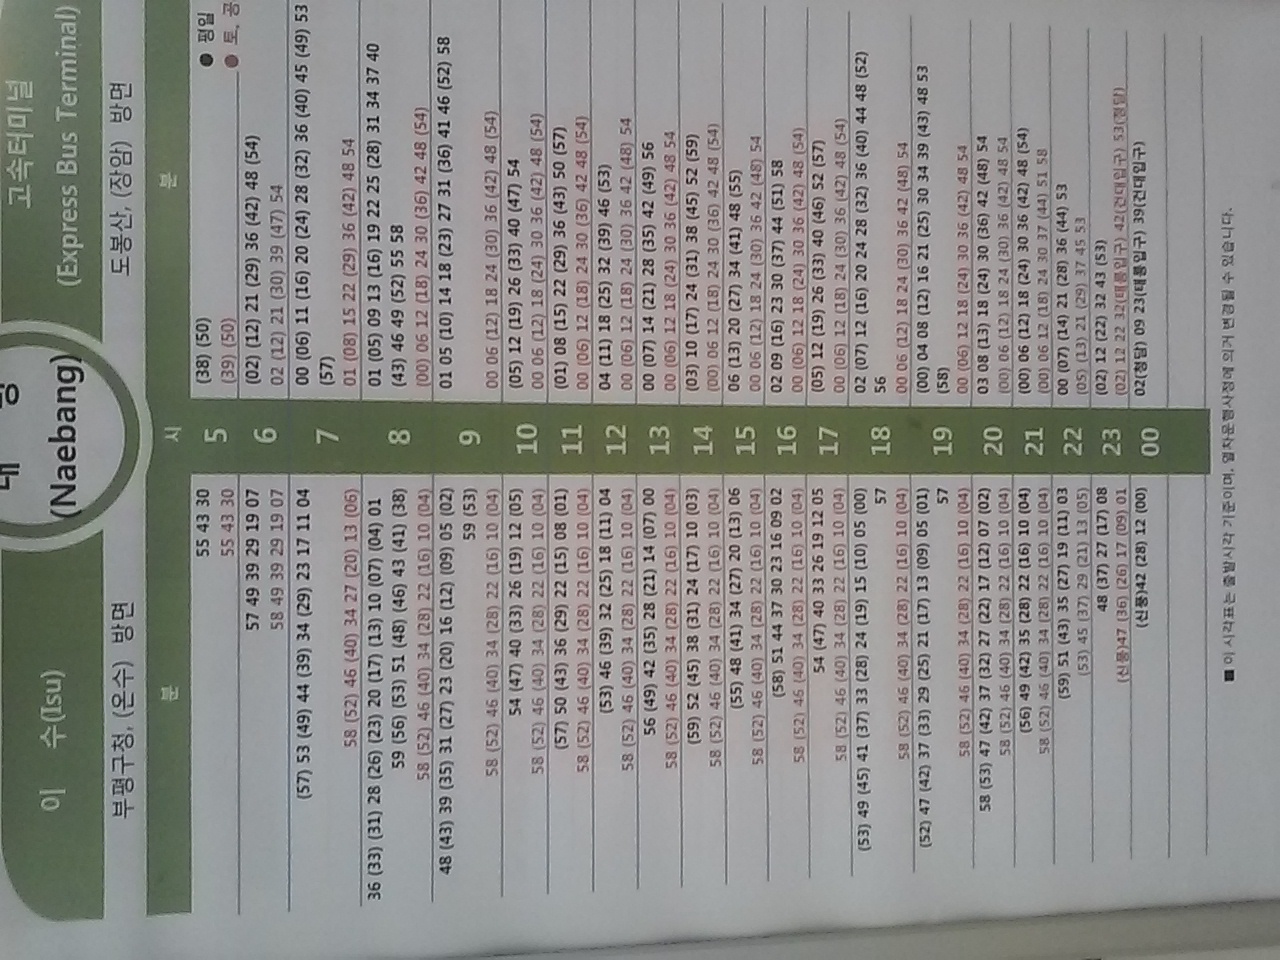 이 수(Isu)
내 방
(Naebang)
고속터미널
(Express Bus Terminal)
부평구청, (온수) 방면
도봉산, (장암) 방면
분 시 분
55 43 30 5 (38) (50) ● 평일
55 43 30 (39) (50) ● 토, 공
57 49 39 29 19 07 6 (02) (12) 21 (29) 36 (42) 48 (54)
58 49 39 29 19 07 02 (12) 21 (30) 39 (47) 54
(57) 53 (49) 44 (39) 34 (29) 23 17 11 04 7 00 (06) 11 (16) 20 (24) 28 (32) 36 (40) 45 (49) 53
(57)
58 (52) 46 (40) 34 27 (20) 13 (06) 01 (08) 15 22 (29) 36 (42) 48 54
36 (33) (31) 28 (26) (23) 20 (17) (13) 10 (07) (04) 01 8 01 (05) 09 13 (16) 19 22 25 (28) 31 34 37 40
59 (56) (53) 51 (48) (46) 43 (41) (38) (43) 46 49 (52) 55 58
58 (52) 46 (40) 34 (28) 22 (16) 10 (04) (00) 06 (12) (18) 24 (30) (36) 42 48 (54)
48 (43) 39 (35) 31 (27) 23 (20) 16 (12) (09) 05 (02) 9 01 05 (10) 14 18 (23) 27 31 (36) 41 46 (52) 58
59 (53)
58 (52) 46 (40) 34 (28) 22 (16) 10 (04) 00 06 (12) 18 24 (30) 36 (42) 48 (54)
54 (47) 40 (33) 26 (19) 12 (05) 10 (05) 12 (19) 26 (33) 40 (47) 54
58 (52) 46 (40) 34 (28) 22 (16) 10 (04) 00 06 (12) 18 (24) 30 36 (42) 48 (54)
(57) 50 (43) 36 (29) 22 (15) 08 (01) 11 (01) 08 (15) 22 (29) 36 (43) 50 (57)
58 (52) 46 (40) 34 (28) 22 (16) 10 (04) 00 (06) 12 (18) 24 30 (36) 42 48 (54)
(53) 46 (39) 32 (25) 18 (11) 04 12 04 (11) 18 (25) 32 (39) 46 (53)
58 (52) 46 (40) 34 (28) 22 (16) 10 (04) 00 (06) 12 (18) 24 (30) 36 42 (48) 54
56 (49) 42 (35) 28 (21) 14 (07) 00 13 00 (07) 14 (21) 28 (35) 42 (49) 56
58 (52) 46 (40) 34 (28) 22 (16) 10 (04) 00 (06) 12 18 (24) 30 36 (42) 48 54
(59) 52 (45) 38 (31) 24 (17) 10 (03) 14 (03) 10 (17) 24 (31) 38 (45) 52 (59)
58 (52) 46 (40) 34 (28) 22 (16) 10 (04) (00) 06 12 (18) 24 30 (36) 42 48 (54)
(55) 48 (41) 34 (27) 20 (13) 06 15 06 (13) 20 (27) 34 (41) 48 (55)
58 (52) 46 (40) 34 (28) 22 (16) 10 (04) 00 06 (12) 18 24 (30) 36 42 (48) 54
(58) 51 44 37 30 23 16 09 02 16 02 09 (16) 23 30 (37) 44 (51) 58
58 (52) 46 (40) 34 (28) 22 (16) 10 (04) 00 (06) 12 18 (24) 30 36 (42) 48 (54)
54 (47) 40 33 26 19 12 05 17 (05) 12 (19) 26 (33) 40 (46) 52 (57)
58 (52) 46 (40) 34 (28) 22 (16) 10 (04) 00 (06) 12 (18) 24 (30) 36 (42) 48 (54)
(53) 49 (45) 41 (37) 33 (28) 24 (19) 15 (10) 05 (00) 18 02 (07) 12 (16) 20 24 28 (32) 36 (40) 44 48 (52)
57 56
58 (52) 46 (40) 34 (28) 22 (16) 10 (04) 00 06 (12) 18 24 (30) 36 42 (48) 54
(52) 47 (42) 37 (33) 29 (25) 21 (17) 13 (09) 05 (01) 19 (00) 04 08 (12) 16 21 (25) 30 34 39 (43) 48 53
57 (58)
58 (52) 46 (40) 34 (28) 22 (16) 10 (04) 00 (06) 12 18 (24) 30 36 (42) 48 54
58 (53) 47 (42) 37 (32) 27 (22) 17 (12) 07 (02) 20 03 08 (13) 18 (24) 30 (36) 42 (48) 54
58 (52) 46 (40) 34 (28) 22 (16) 10 (04) (00) 06 (12) 18 24 (30) 36 (42) 48 54
(56) 49 (42) 35 (28) 22 (16) 10 (04) 21 (00) 06 (12) 18 (24) 30 36 (42) 48 (54)
58 (52) 46 (40) 34 (28) 22 (16) 10 (04) (00) 06 12 (18) 24 30 37 (44) 51 58
(59) 51 (43) 35 (27) 19 (11) 03 22 00 (07) (14) 21 (28) 36 (44) 53
(53) 45 (37) 29 (21) 13 (05) (05) (13) 21 (29) 37 45 53
48 (37) 27 (17) 08 23 (02) 12 (22) 32 43 (53)
(신풍)47 (36) (26) 17 (09) 01 (02) 12 22 32(태릉입구) 42(건대입구) 53(청담)
(신풍)42 (28) 12 (00) 00 02(청담) 09 23(태릉입구) 39(건대입구)
■ 이 시각표는 출발시각 기준이며, 열차운행사정에 의거 변경될 수 있습니다.